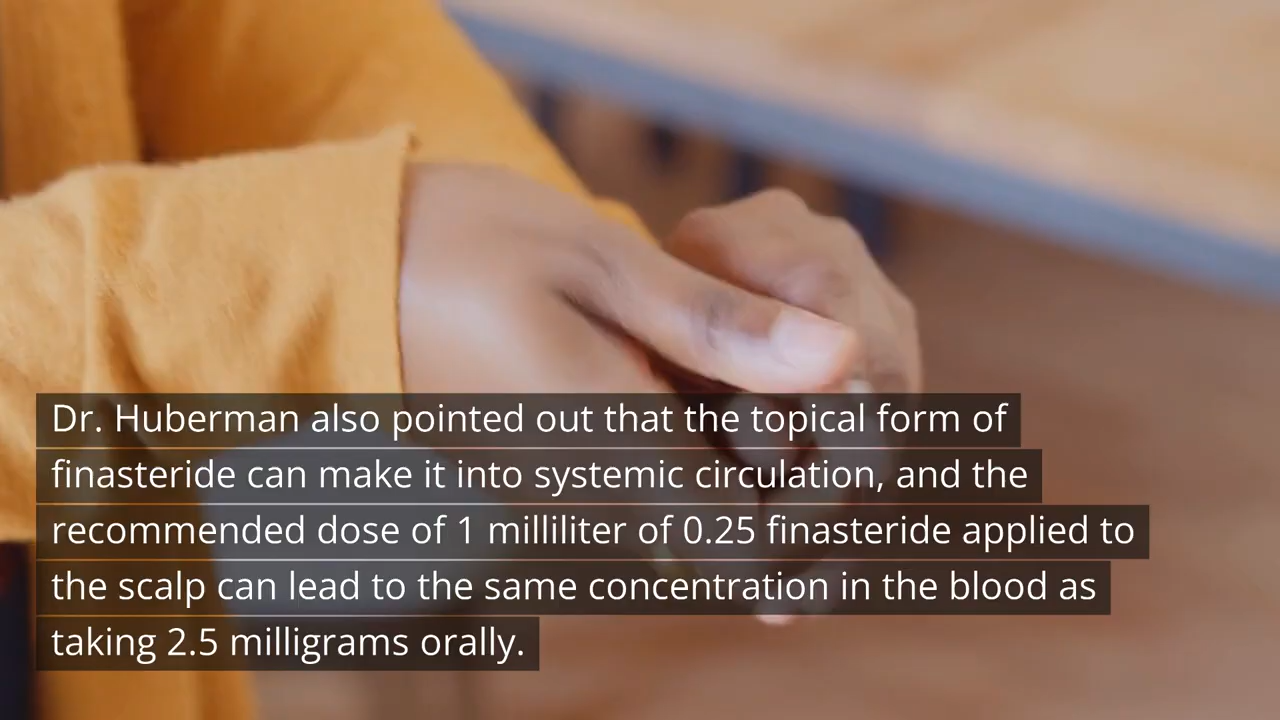 Dr. Huberman also pointed out that the topical form of
finasteride can make it into systemic circulation, and the
recommended dose of 1 milliliter of 0.25 finasteride applied to
the scalp can lead to the same concentration in the blood as
taking 2.5 milligrams orally.